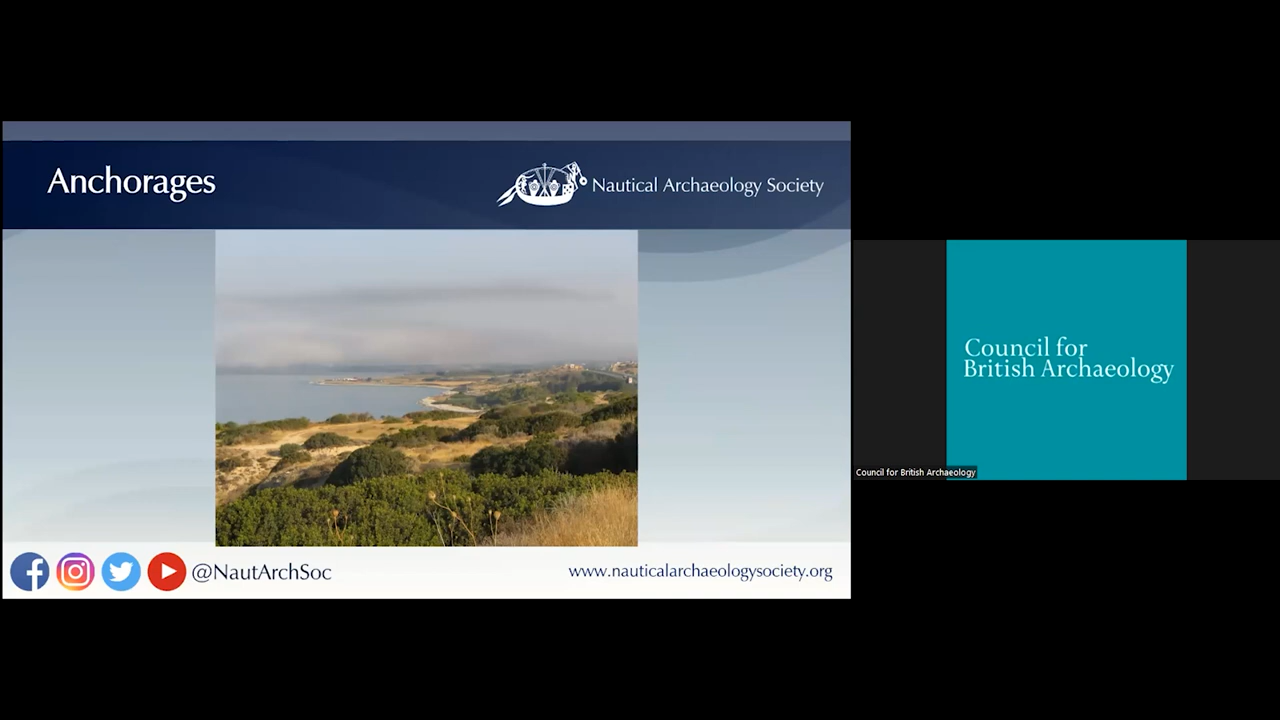 Anchorages
Nautical Archaeology Society
@NautArchSoc
www.nauticalarchaeologysociety.org
Council for
British Archaeology
Council for British Archaeology